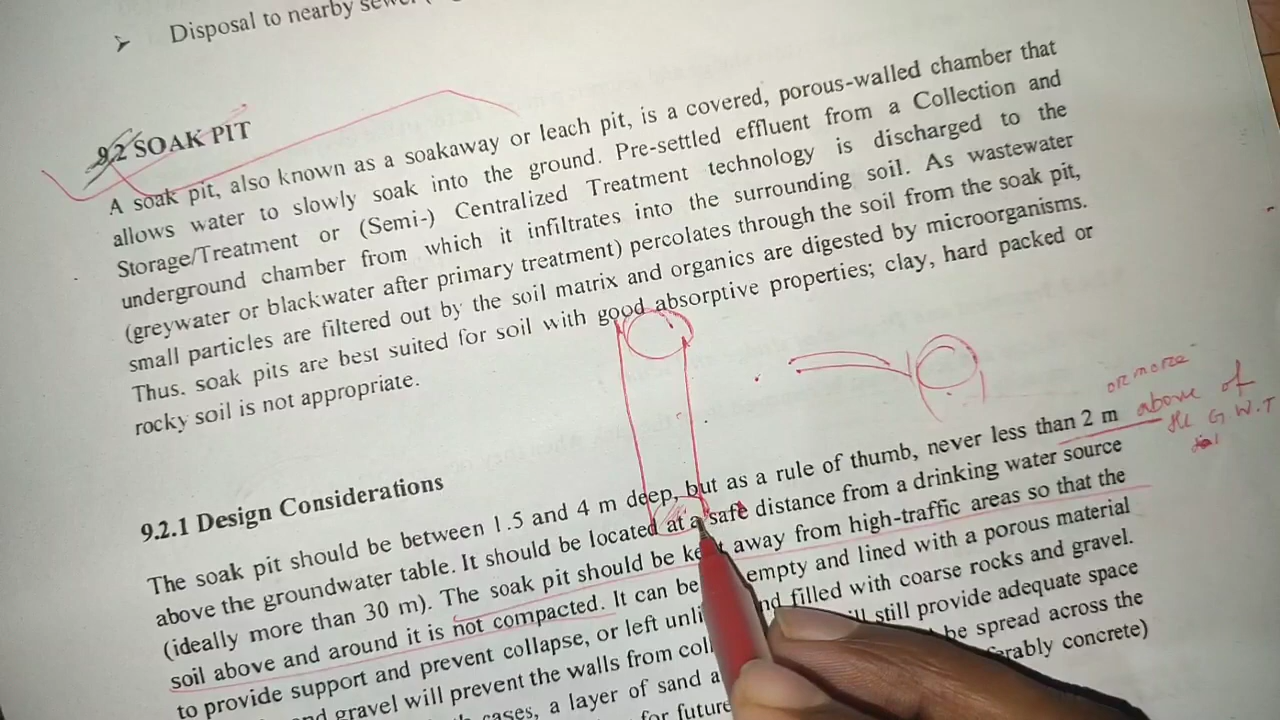 ➢ Disposal to nearby
9.2 SOAK PIT
A soak pit, also known as a soakaway or leach pit, is a covered, porous-walled chamber that
allows water to slowly soak into the ground. Pre-settled effluent from a Collection and
Storage/Treatment or (Semi-) Centralized Treatment technology is discharged to the
underground chamber from which it infiltrates into the surrounding soil. As wastewater
(greywater or blackwater after primary treatment) percolates through the soil from the soak pit,
small particles are filtered out by the soil matrix and organics are digested by microorganisms.
Thus. soak pits are best suited for soil with good absorptive properties; clay, hard packed or
rocky soil is not appropriate.
or more
above of
the G.W.T
9.2.1 Design Considerations
The soak pit should be between 1.5 and 4 m deep, but as a rule of thumb, never less than 2 m
above the groundwater table. It should be located at a safe distance from a drinking water source
(ideally more than 30 m). The soak pit should be kept away from high-traffic areas so that the
soil above and around it is not compacted. It can be empty and lined with a porous material
to provide support and prevent collapse, or left and filled with coarse rocks and gravel.
and gravel will prevent the walls from still provide adequate space
cases, a layer of sand be spread across the
for future concrete)